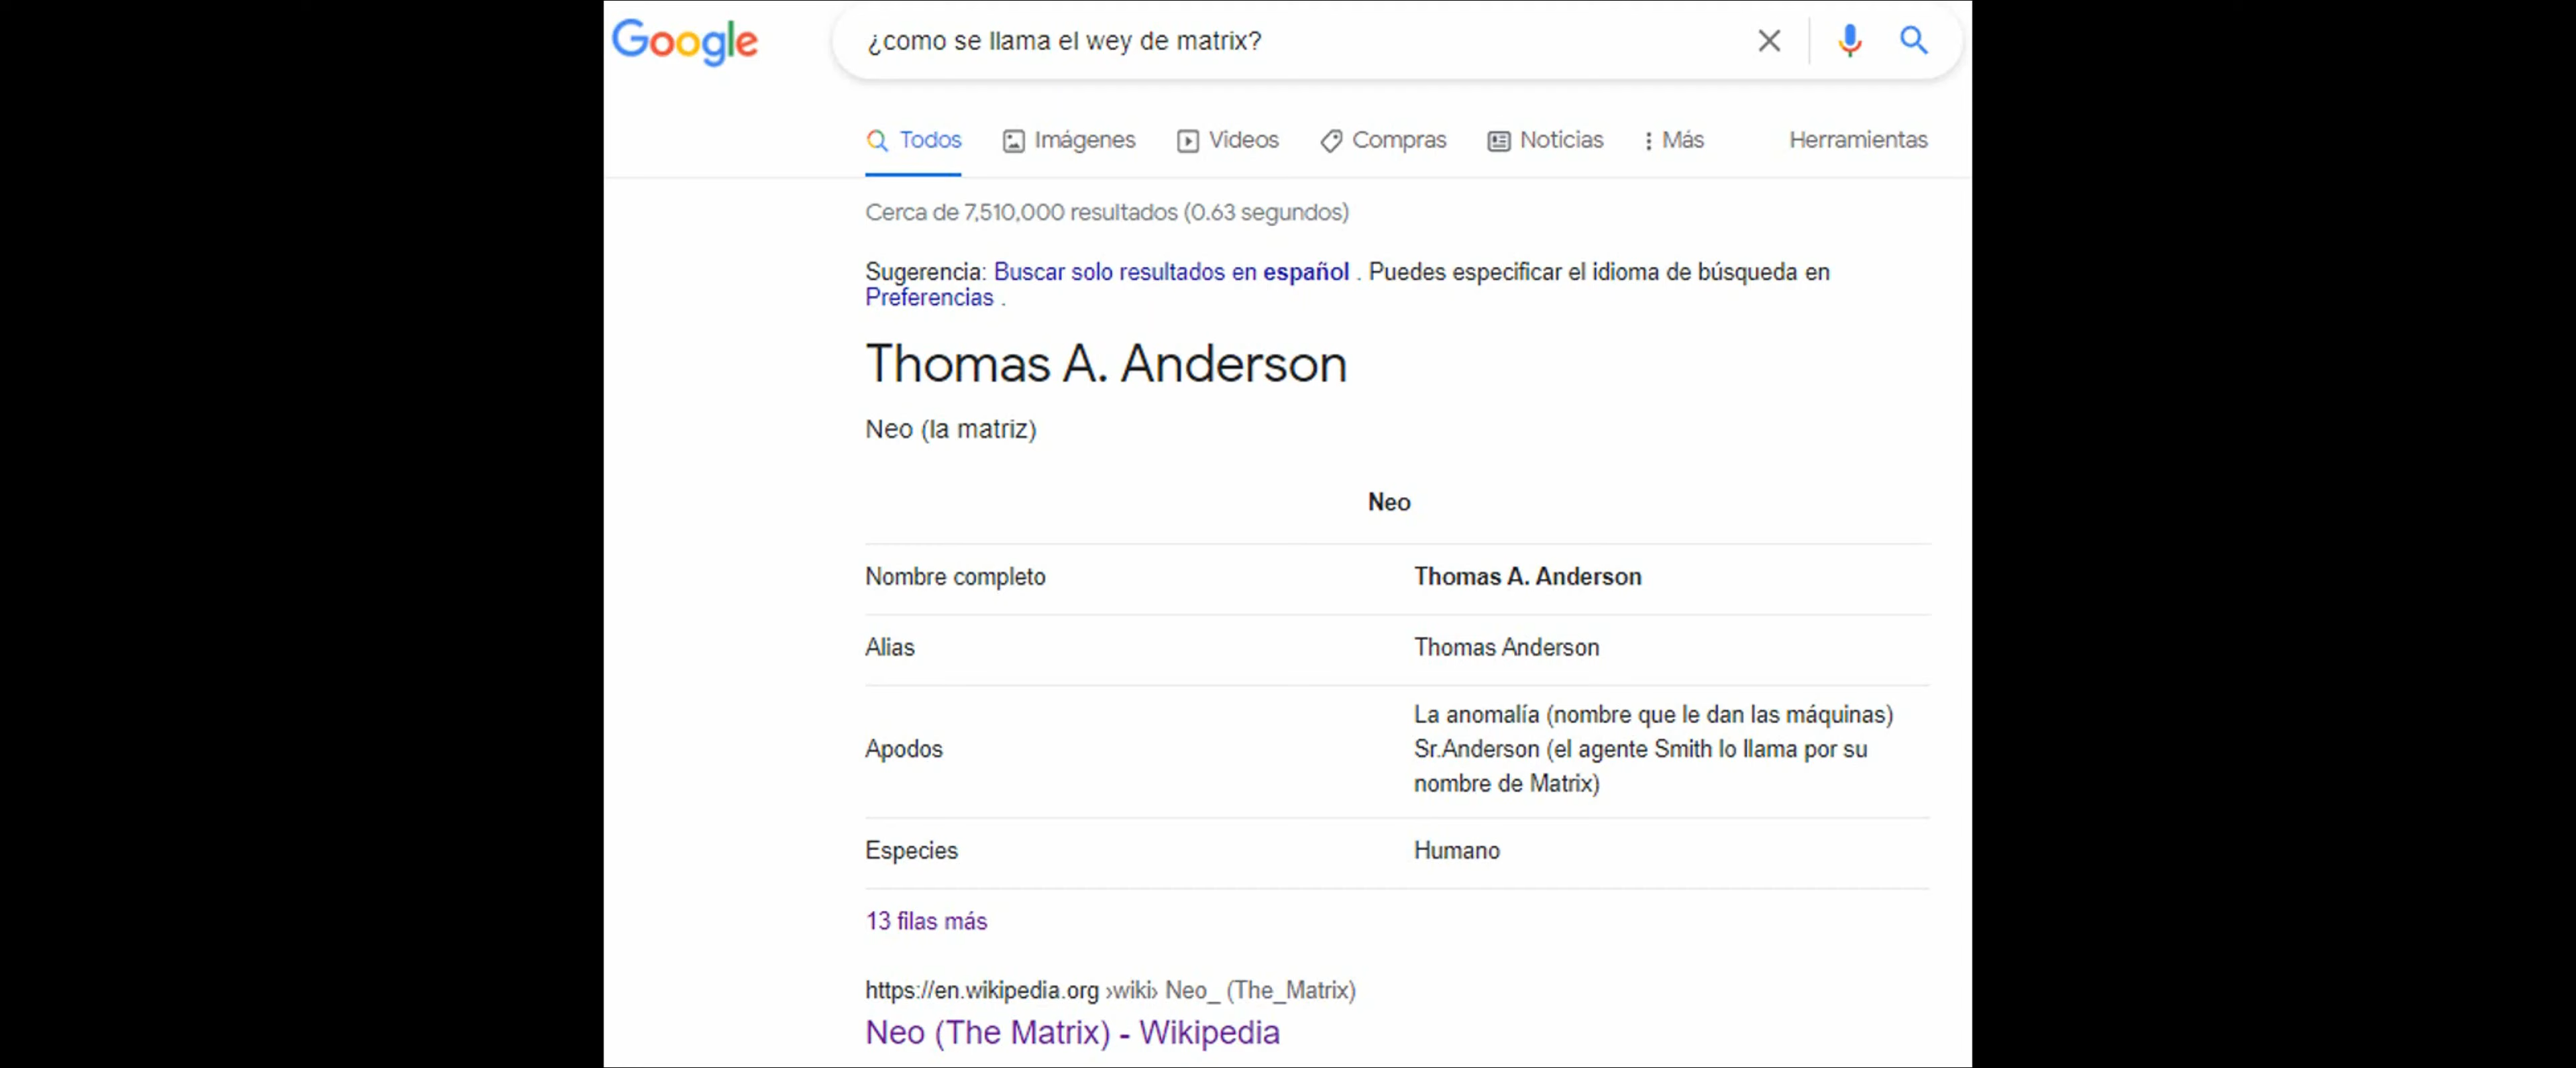 Google
¿como se llama el wey de matrix?
Todos Imágenes Videos Compras Noticias Más Herramientas
Cerca de 7,510,000 resultados (0.63 segundos)
Sugerencia: Buscar solo resultados en español . Puedes especificar el idioma de búsqueda en
Preferencias .
Thomas A. Anderson
Neo (la matriz)
Neo
Nombre completo Thomas A. Anderson
Alias Thomas Anderson
Apodos La anomalía (nombre que le dan las máquinas)
Sr.Anderson (el agente Smith lo llama por su
nombre de Matrix)
Especies Humano
13 filas más
https://en.wikipedia.org ›wiki› Neo_ (The_Matrix)
Neo (The Matrix) - Wikipedia